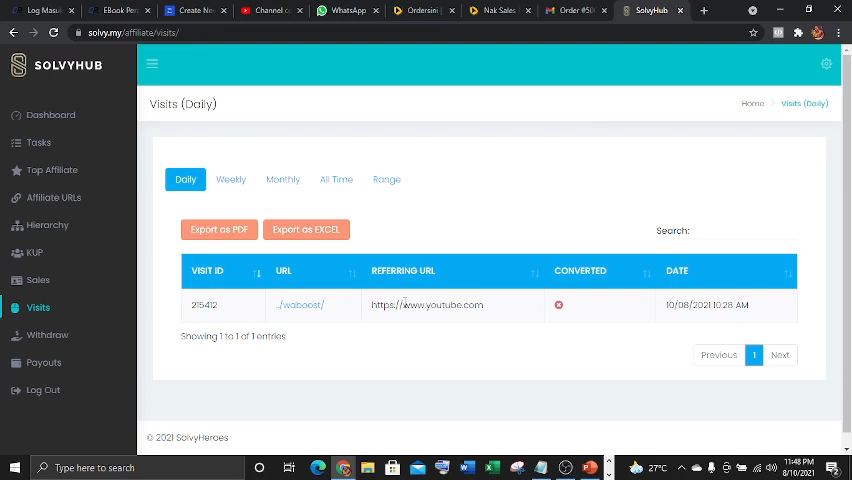 Log Masuk
EBook Per
Create Ne
Channel c
WhatsApp
Ordersini
Nak Sales
Order #50
SolvyHub
solvy.my/affiliate/visits/
SOLVYHUB
Visits (Daily)
Home
Visits (Daily)
Dashboard
Tasks
Top Affiliate
Affiliate URLs
Hierarchy
KUP
Sales
Visits
Withdraw
Payouts
Log Out
Daily Weekly Monthly All Time Range
Export as PDF Export as EXCEL Search:
VISIT ID URL REFERRING URL CONVERTED DATE
215412 ../waboost/ https://www.youtube.com 10/08/2021 10:28 AM
Showing 1 to 1 of 1 entries
Previous 1 Next
© 2021 SolvyHeroes
Type here to search
27°C
11:48 PM
8/10/2021
2